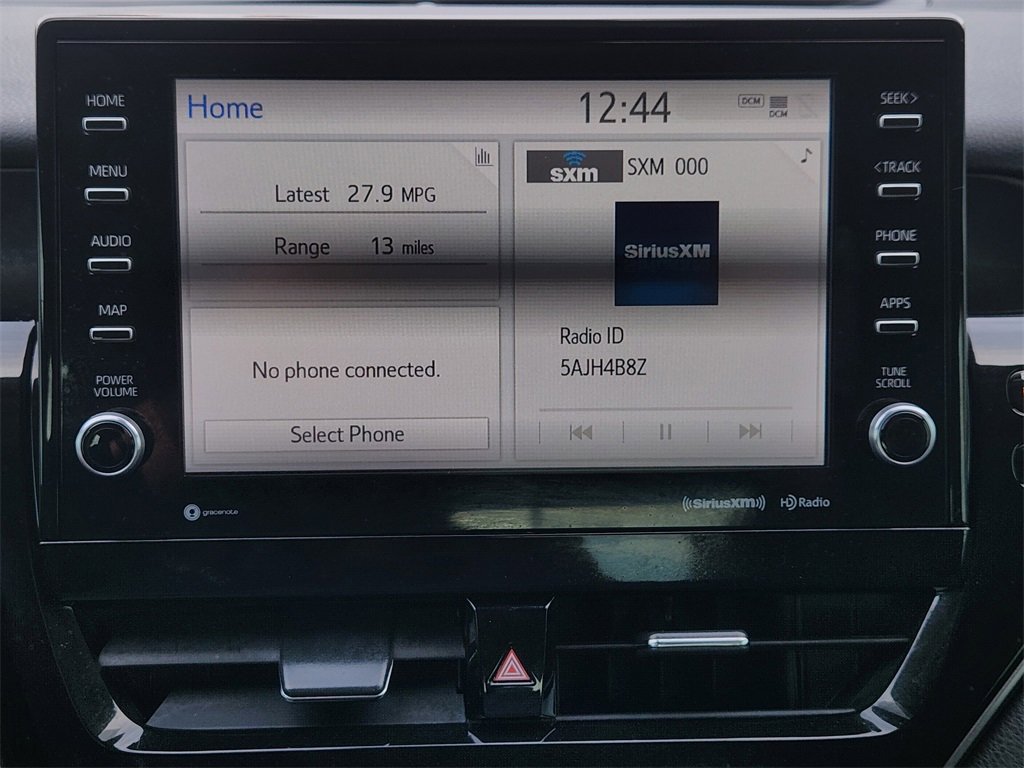 HOME
MENU
AUDIO
MAP
POWER
VOLUME
Home
12:44
DCM
DCM
Latest 27.9 MPG
Range 13 miles
No phone connected.
Select Phone
sxm SXM 000
SiriusXM
Radio ID
5AJH4B8Z
SEEK>
<TRACK
PHONE
APPS
TUNE
SCROLL
gracenote
SiriusXM HD Radio